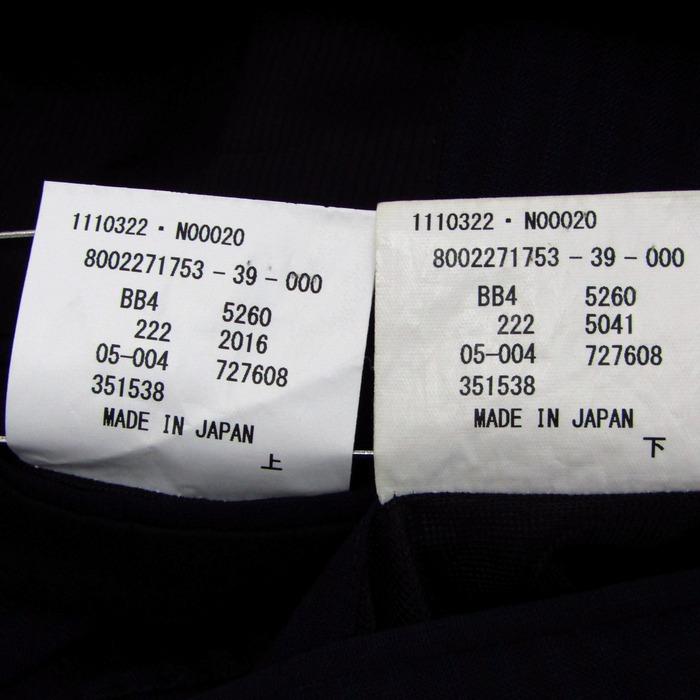 1110322・N00020
8002271753-39-000
BB4 5260
222 2016
05-004 727608
351538
MADE IN JAPAN
上
1110322・N00020
8002271753-39-000
BB4 5260
222 5041
05-004 727608
351538
MADE IN JAPAN
下